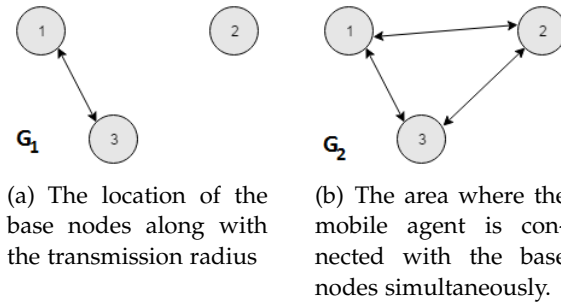 1
2
3
G1
(a) The location of the
base nodes along with
the transmission radius
1
2
3
G2
(b) The area where the
mobile agent is con-
nected with the base
nodes simultaneously.